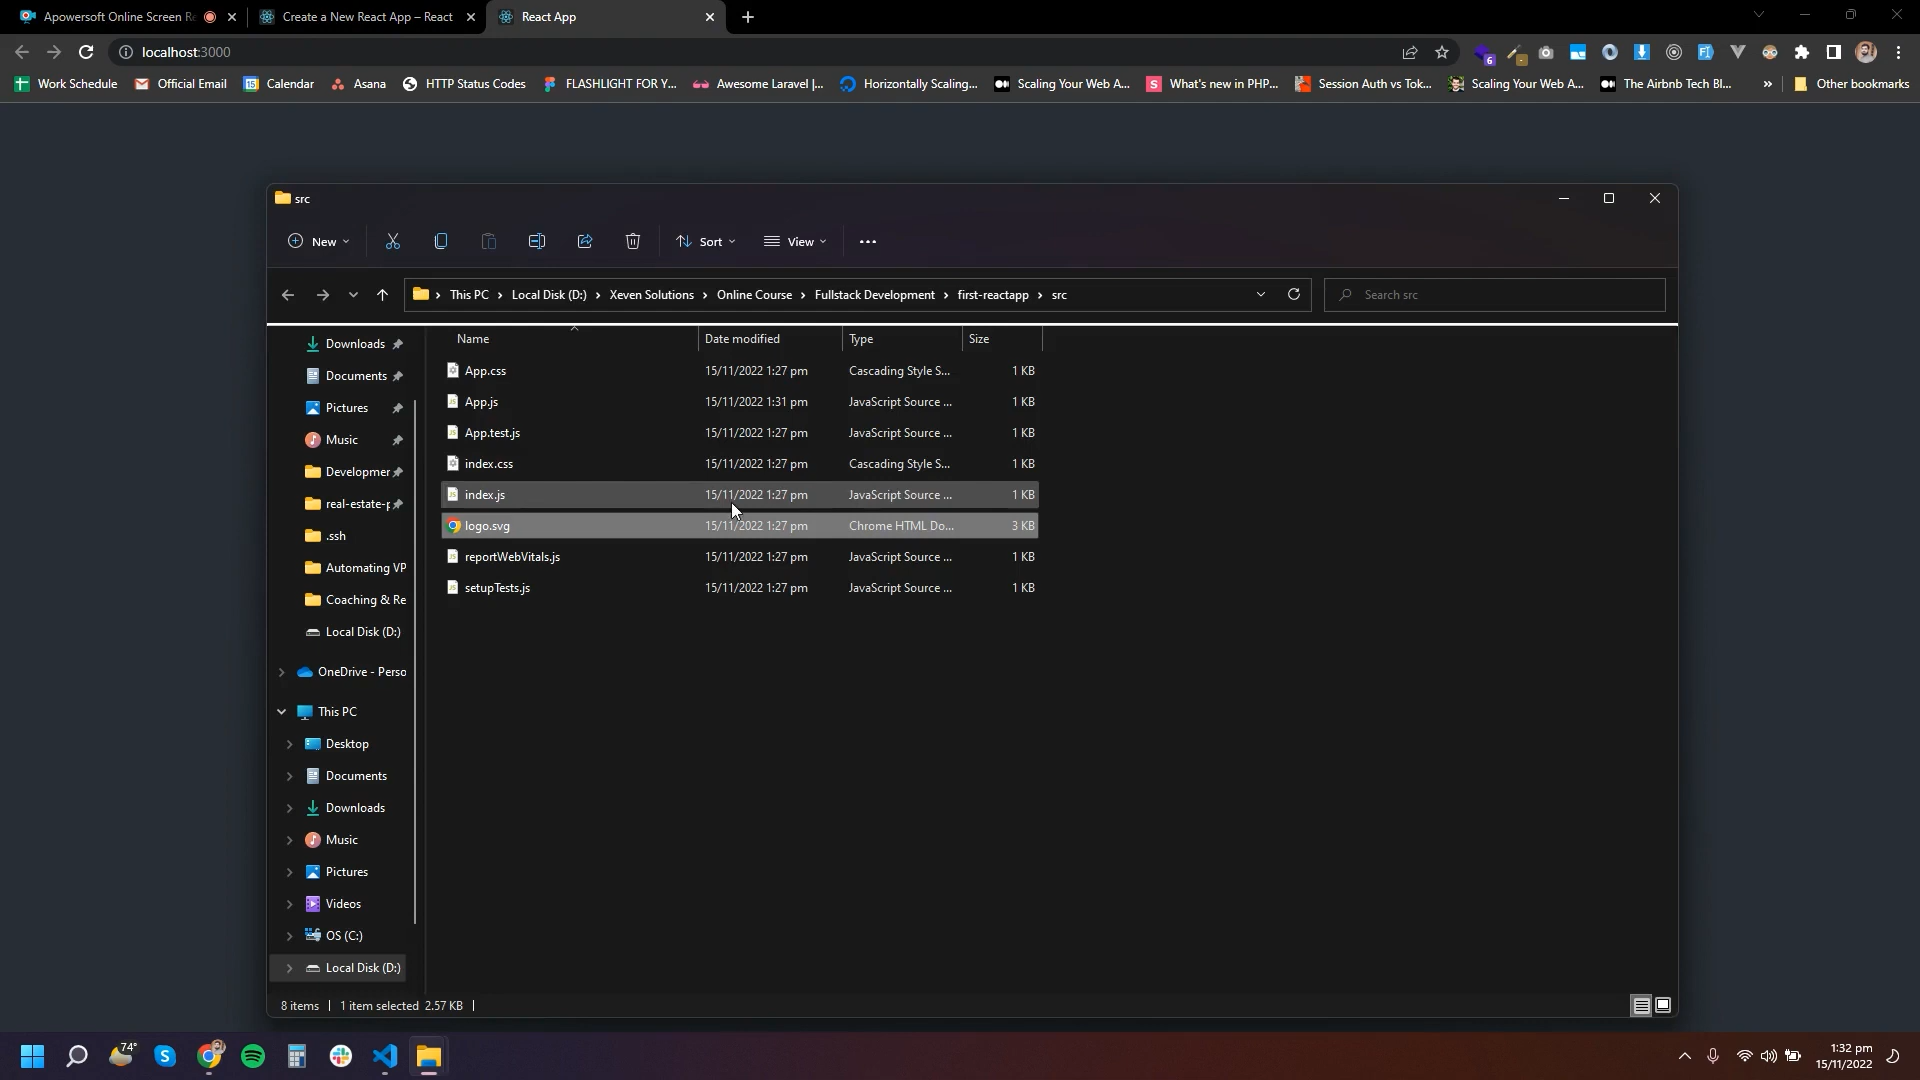 Apowersoft Online Screen Re
Create a New React App – React
React App
localhost:3000
6
Work Schedule
Official Email
15
Calendar
Asana
HTTP Status Codes
FLASHLIGHT FOR Y...
Awesome Laravel |...
Horizontally Scaling...
Scaling Your Web A...
S
What's new in PHP...
Session Auth vs Tok...
Scaling Your Web A...
The Airbnb Tech Bl...
»
Other bookmarks
src
New
Sort
View
This PC
Local Disk (D:)
Xeven Solutions
Online Course
Fullstack Development
first-reactapp
src
Search src
Name
Date modified
Type
Size
App.css 15/11/2022 1:27 pm Cascading Style S... 1 KB
App.js 15/11/2022 1:31 pm JavaScript Source ... 1 KB
App.test.js 15/11/2022 1:27 pm JavaScript Source ... 1 KB
index.css 15/11/2022 1:27 pm Cascading Style S... 1 KB
index.js 15/11/2022 1:27 pm JavaScript Source ... 1 KB
logo.svg 15/11/2022 1:27 pm Chrome HTML Do... 3 KB
reportWebVitals.js 15/11/2022 1:27 pm JavaScript Source ... 1 KB
setupTests.js 15/11/2022 1:27 pm JavaScript Source ... 1 KB
Downloads
Documents
Pictures
Music
Developmer
real-estate-p
.ssh
Automating VP
Coaching & Re
Local Disk (D:)
OneDrive - Perso
This PC
Desktop
Documents
Downloads
Music
Pictures
Videos
OS (C:)
Local Disk (D:)
8 items
1 item selected 2.57 KB
74°
S
1:32 pm
15/11/2022